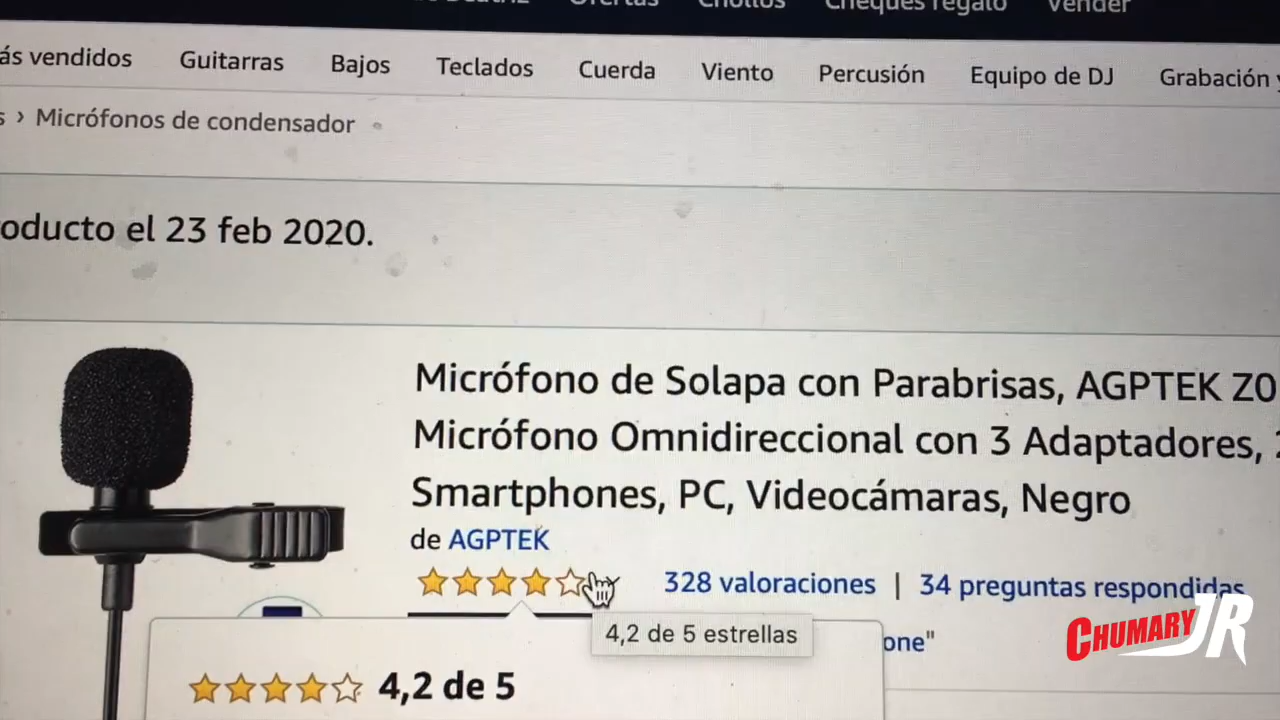 Ofertas Chollos Cheques regalo Vender
ás vendidos Guitarras Bajos Teclados Cuerda Viento Percusión Equipo de DJ Grabación y
s › Micrófonos de condensador
oducto el 23 feb 2020.
Micrófono de Solapa con Parabrisas, AGPTEK ZO
Micrófono Omnidireccional con 3 Adaptadores, 2
Smartphones, PC, Videocámaras, Negro
de AGPTEK
328 valoraciones | 34 preguntas respondidas
4,2 de 5 estrellas
one"
CHUMARY JR
4,2 de 5